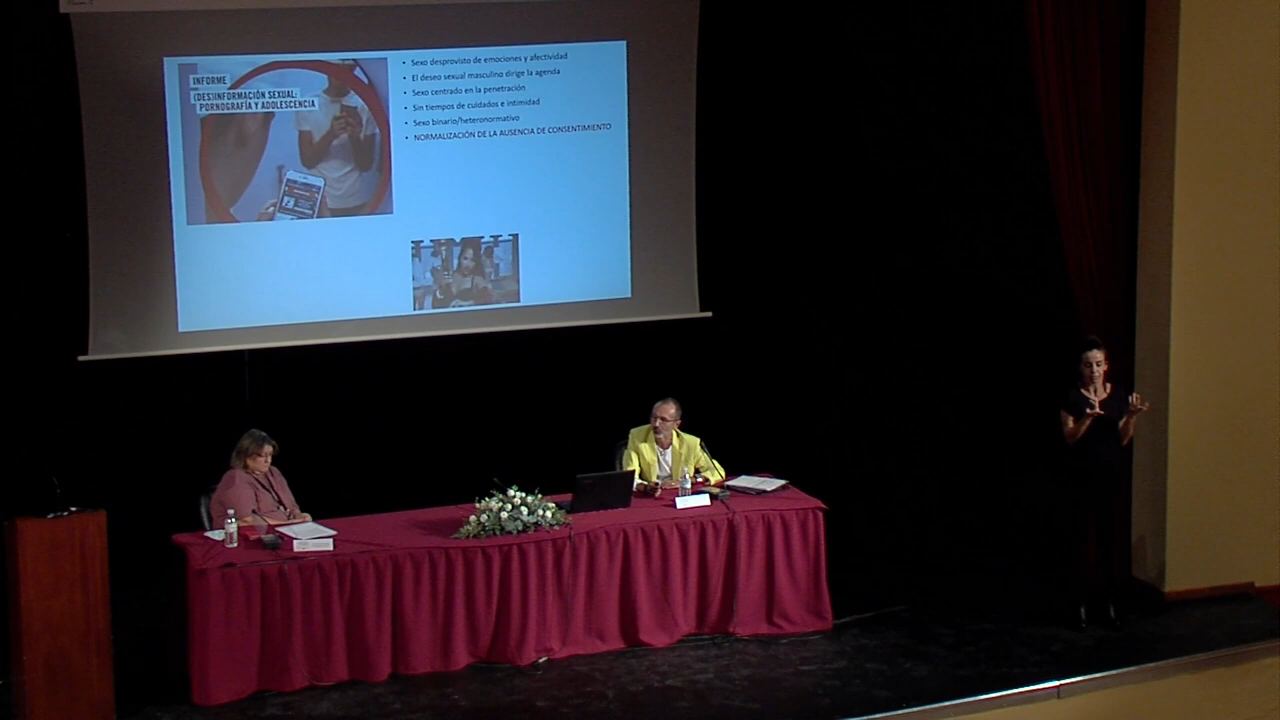 INFORME
(DES)INFORMACIÓN SEXUAL:
PORNOGRAFÍA Y ADOLESCENCIA
• Sexo desprovisto de emociones y afectividad
• El deseo sexual masculino dirige la agenda
• Sexo centrado en la penetración
• Sin tiempos de cuidados e intimidad
• Sexo binario/heteronormativo
• NORMALIZACIÓN DE LA AUSENCIA DE CONSENTIMIENTO